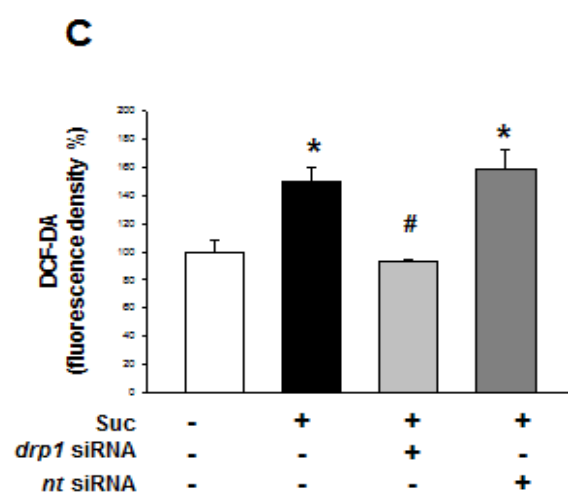 C
DCF-DA
(fluorescence density %)
200
180
160
140
120
100
80
60
40
20
0
*
#
*
Suc - + + +
drp1 siRNA - - + -
nt siRNA - - - +